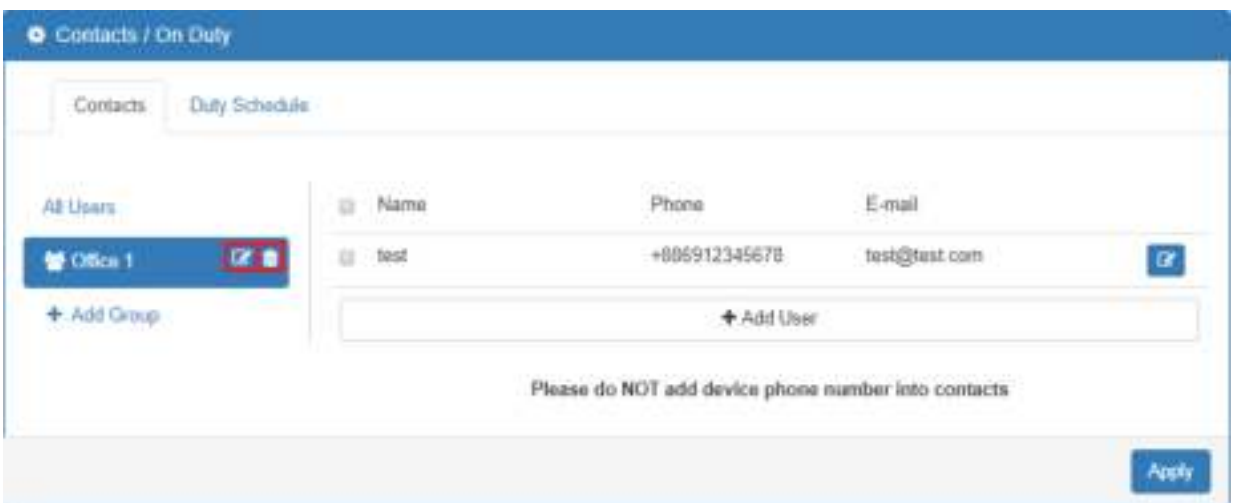 Contacts / On Duty
Contacts Duty Schedule
All Users
Name Phone E-mail
Office 1
test +886912345678 test@test.com
+ Add Group
+ Add User
Please do NOT add device phone number into contacts
Apply